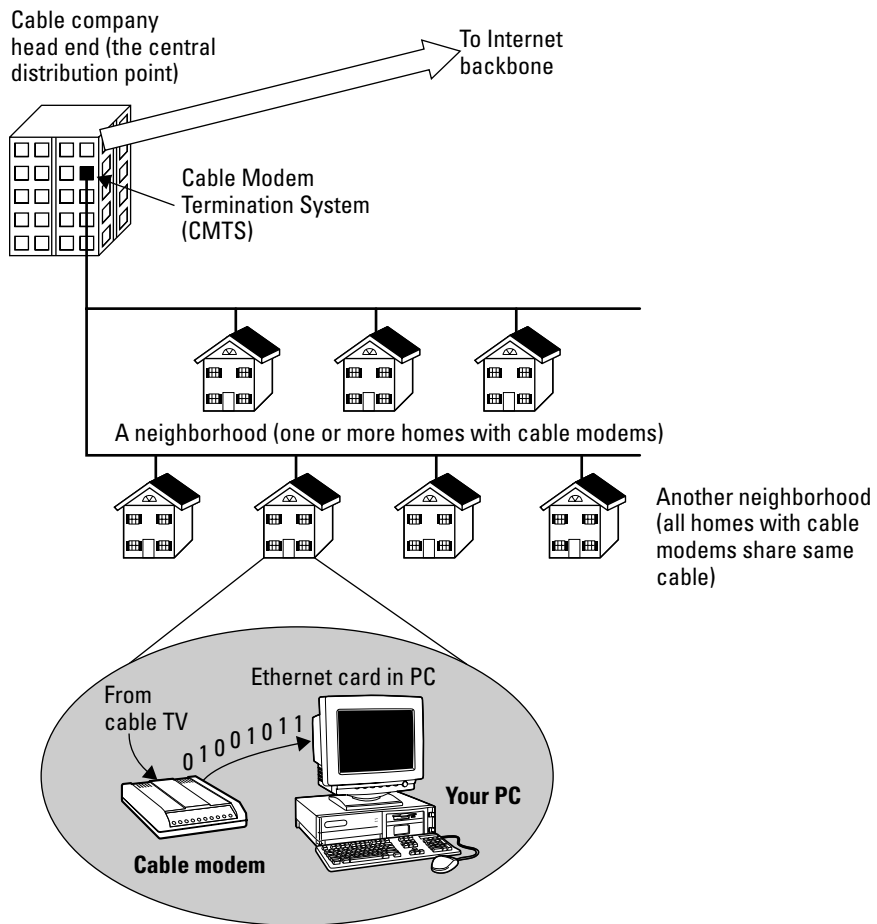 Cable company
head end (the central
distribution point)
To Internet
backbone
Cable Modem
Termination System
(CMTS)
A neighborhood (one or more homes with cable modems)
Another neighborhood
(all homes with cable
modems share same
cable)
Ethernet card in PC
From
cable TV
01001011
Your PC
Cable modem